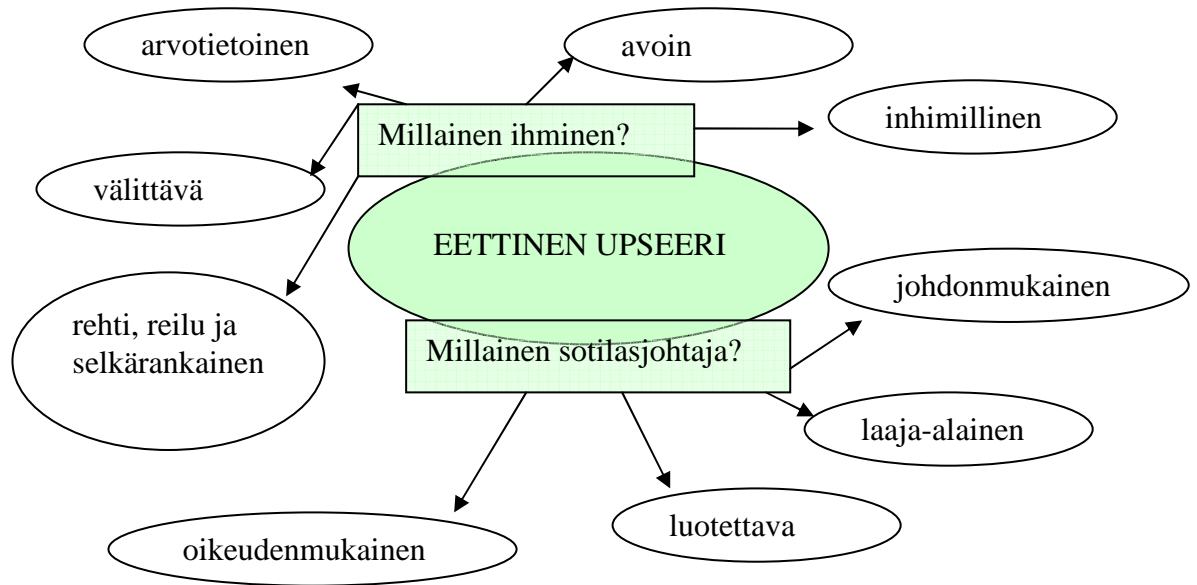 arvotietoinen
avoin
Millainen ihminen?
inhimillinen
välittävä
EETTINEN UPSEERI
johdonmukainen
rehti, reilu ja
selkärankainen
Millainen sotilasjohtaja?
laaja-alainen
luotettava
oikeudenmukainen